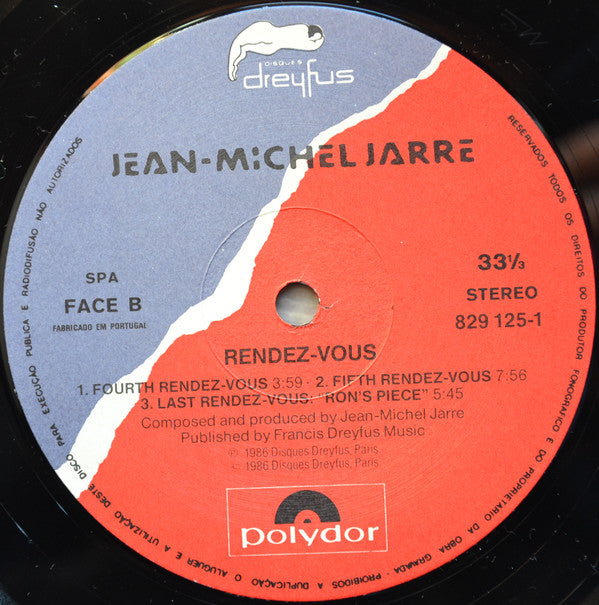 DISQUES
dreyfus
JEAN-MICHEL JARRE
SPA
FACE B
FABRICADO EM PORTUGAL
33⅓
STEREO
829 125-1
RENDEZ-VOUS
1. FOURTH RENDEZ-VOUS 3:59 · 2. FIFTH RENDEZ-VOUS 7:56
3. LAST RENDEZ-VOUS: "RON'S PIECE" 5:45
Composed and produced by Jean-Michel Jarre
Published by Francis Dreyfus Music
℗ 1986 Disques Dreyfus, Paris
© 1986 Disques Dreyfus, Paris
polydor
RESERVADOS TODOS OS DIREITOS DO PRODUTOR FONOGRÁFICO E DO PROPRIETÁRIO DA OBRA GRAVADA - PROIBIDOS A DUPLICAÇÃO O ALUGUER E A UTILIZAÇÃO DESTE DISCO PARA EXECUÇÃO PÚBLICA E RADIODIFUSÃO NÃO AUTORIZADOS